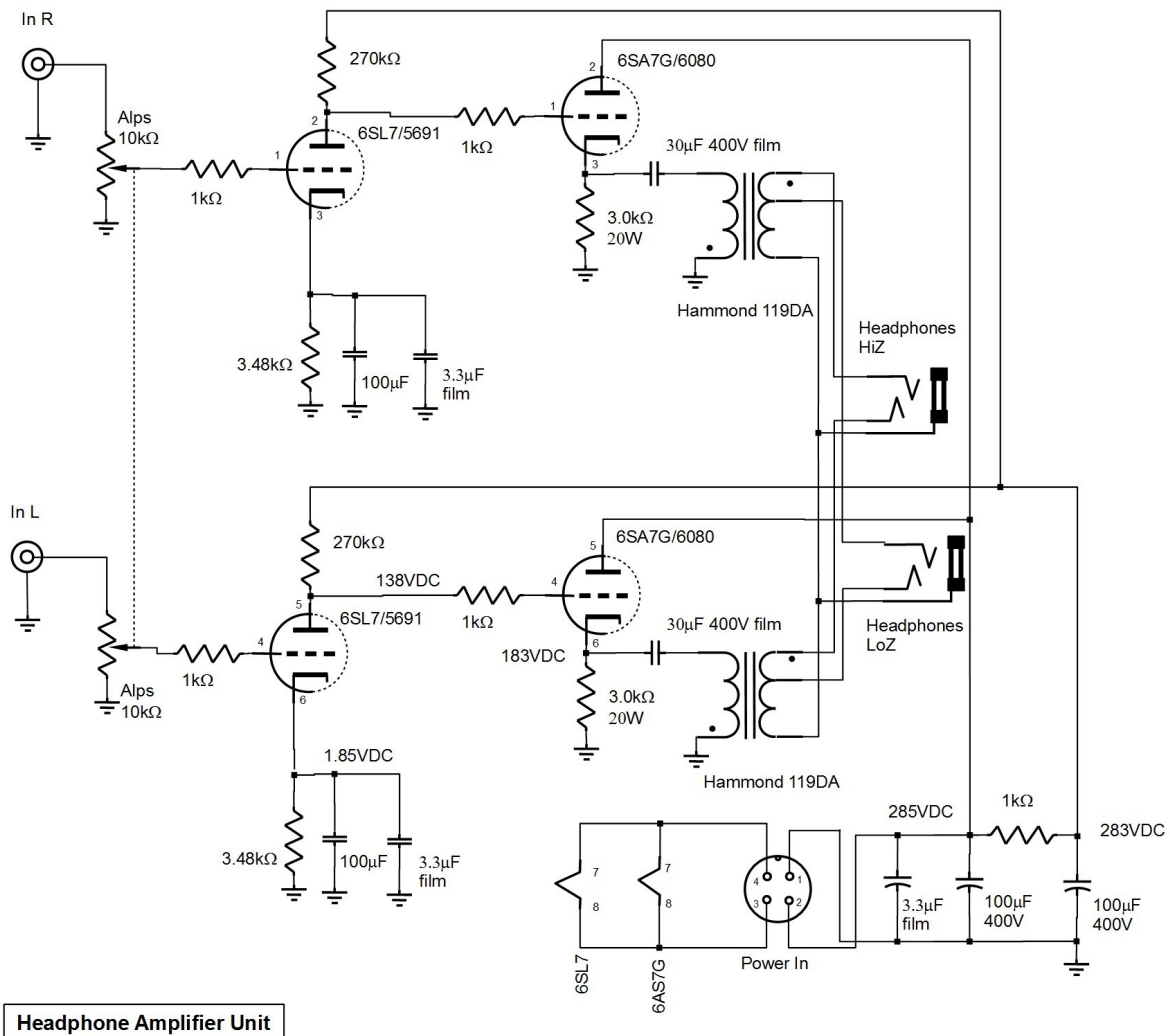 In R
270kΩ
6SA7G/6080
2
Alps
10kΩ
2
6SL7/5691
1
1kΩ
1
1kΩ
3
30μF 400V film
3
3.0kΩ
20W
Hammond 119DA
Headphones
HiZ
3.48kΩ
100μF
3.3μF
film
In L
270kΩ
6SA7G/6080
5
138VDC
4
1kΩ
5
6SL7/5691
4
1kΩ
6
30μF 400V film
183VDC
Headphones
LoZ
Alps
10kΩ
6
3.0kΩ
20W
1.85VDC
Hammond 119DA
285VDC
1kΩ
283VDC
3.48kΩ
100μF
3.3μF
film
7
8
7
8
4
1
3
2
3.3μF
film
100μF
400V
100μF
400V
6SL7
6AS7G
Power In
Headphone Amplifier Unit